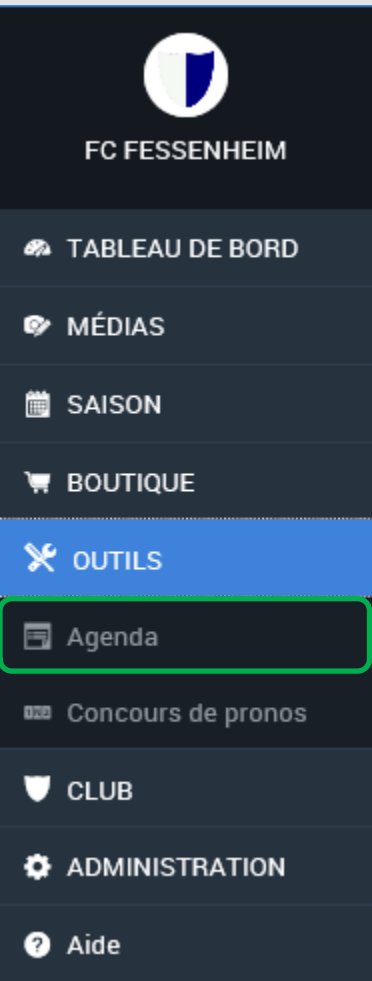 FC FESSENHEIM
TABLEAU DE BORD
MÉDIAS
SAISON
BOUTIQUE
OUTILS
Agenda
Concours de pronos
CLUB
ADMINISTRATION
Aide